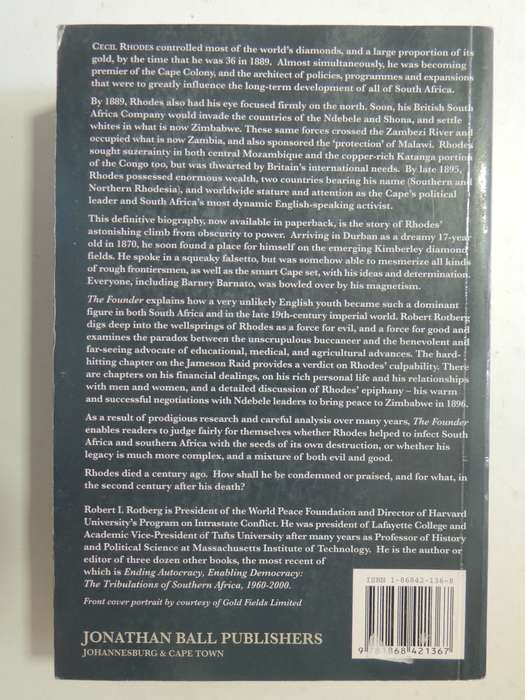 CECIL RHODES controlled most of the world's diamonds, and a large proportion of its
gold, by the time that he was 36 in 1889. Almost simultaneously, he was becoming
premier of the Cape Colony, and the architect of policies, programmes and expansions
that were to greatly influence the long-term development of all of South Africa.
By 1889, Rhodes also had his eye focused firmly on the north. Soon, his British South
Africa Company would invade the countries of the Ndebele and Shona, and settle
whites in what is now Zimbabwe. These same forces crossed the Zambezi River and
occupied what is now Zambia, and also sponsored the 'protection' of Malawi. Rhodes
sought suzerainty in both central Mozambique and the copper-rich Katanga portion
of the Congo too, but was thwarted by Britain's international needs. By late 1895,
Rhodes possessed enormous wealth, two countries bearing his name (Southern and
Northern Rhodesia), and worldwide stature and attention as the Cape's political
leader and South Africa's most dynamic English-speaking activist.
This definitive biography, now available in paperback, is the story of Rhodes'
astonishing climb from obscurity to power. Arriving in Durban as a dreamy 17-year
old in 1870, he soon found a place for himself on the emerging Kimberley diamond
fields. He spoke in a squeaky falsetto, but was somehow able to mesmerize all kinds
of rough frontiersmen, as well as the smart Cape set, with his ideas and determination.
Everyone, including Barney Barnato, was bowled over by his magnetism.
The Founder explains how a very unlikely English youth became such a dominant
figure in both South Africa and in the late 19th-century imperial world. Robert Rotberg
digs deep into the wellsprings of Rhodes as a force for evil, and a force for good and
examines the paradox between the unscrupulous buccaneer and the benevolent and
far-seeing advocate of educational, medical, and agricultural advances. The hard-
hitting chapter on the Jameson Raid provides a verdict on Rhodes' culpability. There
are chapters on his financial dealings, on his rich personal life and his relationships
with men and women, and a detailed discussion of Rhodes' epiphany – his warm
and successful negotiations with Ndebele leaders to bring peace to Zimbabwe in 1896.
As a result of prodigious research and careful analysis over many years, The Founder
enables readers to judge fairly for themselves whether Rhodes helped to infect South
Africa and southern Africa with the seeds of its own destruction, or whether his
legacy is much more complex, and a mixture of both evil and good.
Rhodes died a century ago. How shall he be condemned or praised, and for what, in
the second century after his death?
Robert I. Rotberg is President of the World Peace Foundation and Director of Harvard
University's Program on Intrastate Conflict. He was president of Lafayette College and
Academic Vice-President of Tufts University after many years as Professor of History
and Political Science at Massachusetts Institute of Technology. He is the author or
editor of three dozen other books, the most recent of
which is Ending Autocracy, Enabling Democracy:
The Tribulations of Southern Africa, 1960-2000.
Front cover portrait by courtesy of Gold Fields Limited
JONATHAN BALL PUBLISHERS
JOHANNESBURG & CAPE TOWN
ISBN 1-86842-136-8
9 781868 421367